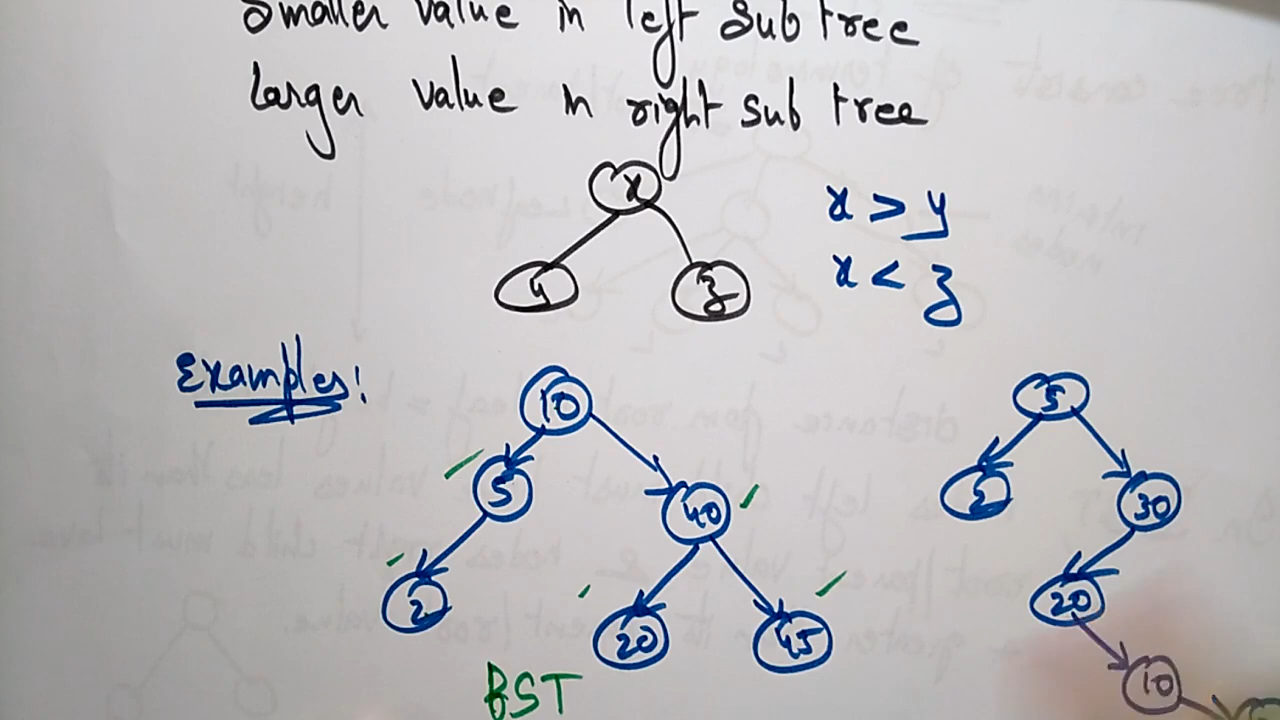 Smaller value in left sub tree
Larger value in right sub tree
x
x > y
y
z
x < z
Examples:
10
5
5
40
2
30
2
20
45
20
BST
10